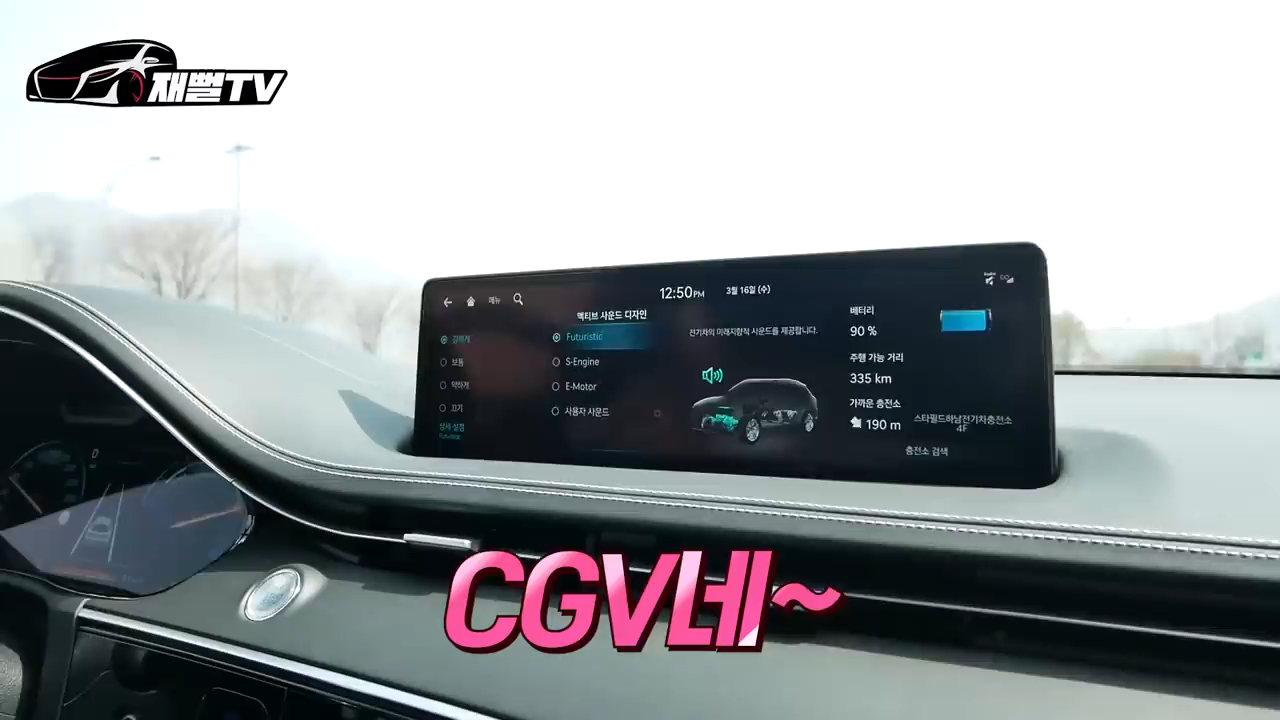 재뻘TV
메뉴
12:50PM
3월 16일 (수)
액티브 사운드 디자인
강하게
보통
약하게
끄기
상세 설정
Futuristic
Futuristic
S-Engine
E-Motor
사용자 사운드
전기차의 미래지향적 사운드를 제공합니다.
배터리
90 %
주행 가능 거리
335 km
가까운 충전소
190 m
스타필드하남전기차충전소
4F
충전소 검색
D
CGV네~